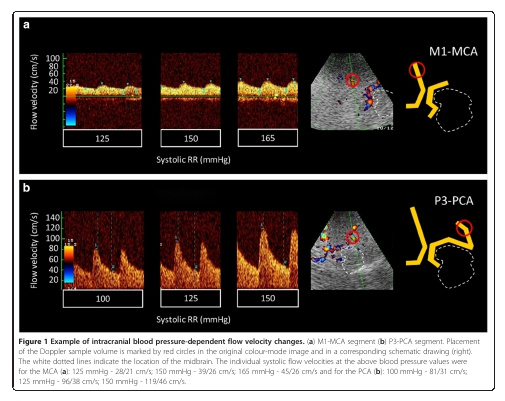 a
M1-MCA
Flow velocity (cm/s)
100
80
60
40
20
125
150
165
Systolic RR (mmHg)
b
P3-PCA
Flow velocity (cm/s)
140
120
100
80
60
40
20
100
125
150
Systolic RR (mmHg)
Figure 1 Example of intracranial blood pressure-dependent flow velocity changes. (a) M1-MCA segment (b) P3-PCA segment. Placement
of the Doppler sample volume is marked by red circles in the original colour-mode image and in a corresponding schematic drawing (right).
The white dotted lines indicate the location of the midbrain. The individual systolic flow velocities at the above blood pressure values were
for the MCA (a): 125 mmHg - 28/21 cm/s; 150 mmHg - 39/26 cm/s; 165 mmHg - 45/26 cm/s and for the PCA (b): 100 mmHg - 81/31 cm/s;
125 mmHg - 96/38 cm/s; 150 mmHg - 119/46 cm/s.